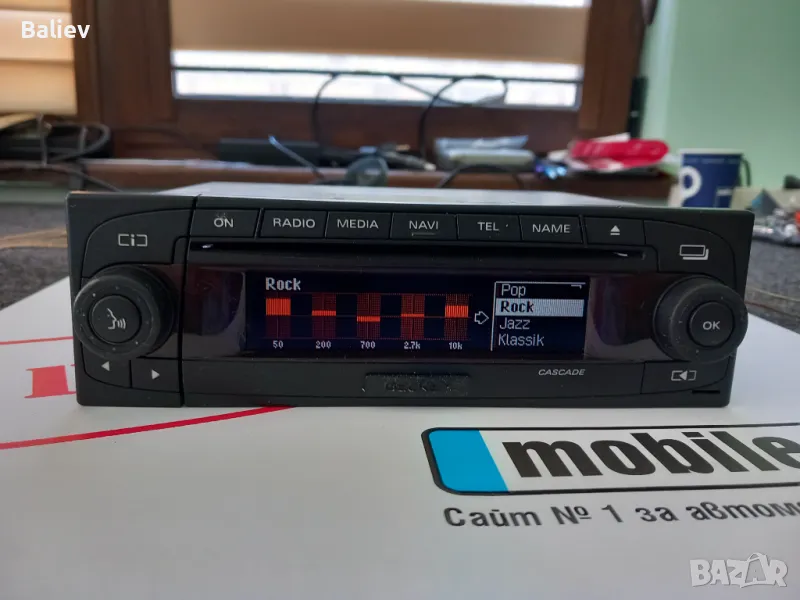 Baliev
ON RADIO MEDIA NAVI TEL NAME
Rock
50 200 700 2.7k 10k
Pop
Rock
Jazz
Klassik
OK
CASCADE
mobile
Сайт № 1 за автом
BAZAR